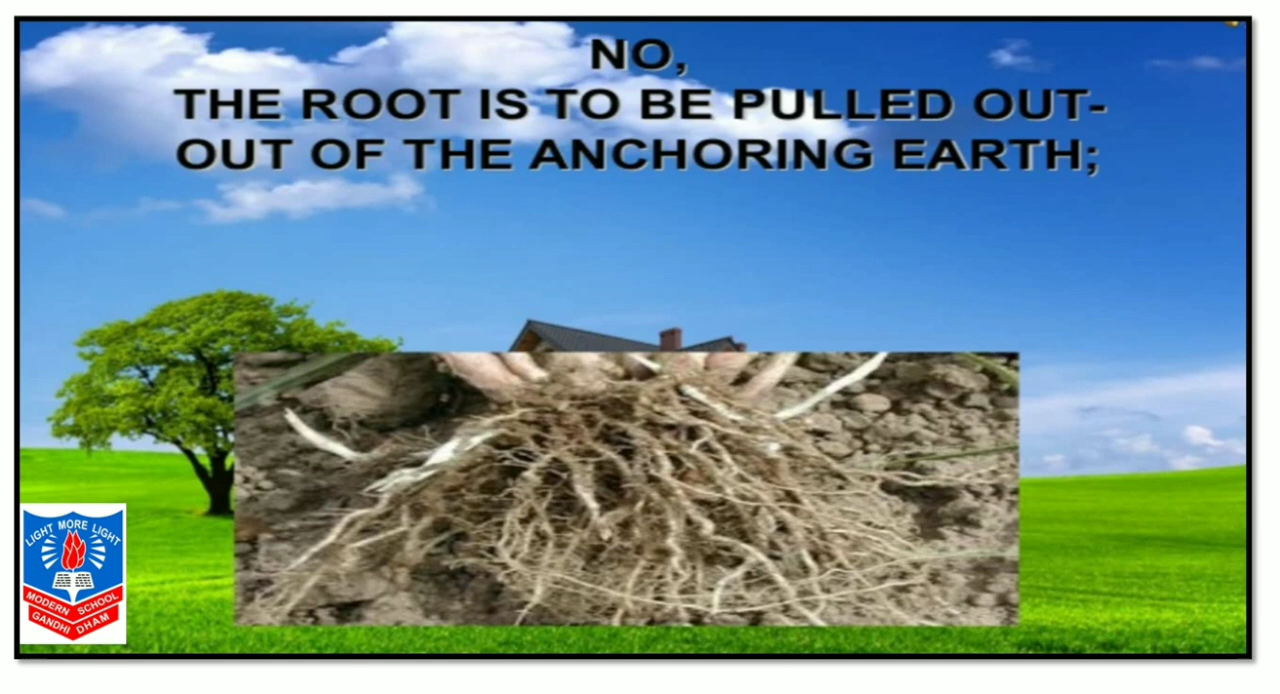 NO,
THE ROOT IS TO BE PULLED OUT-
OUT OF THE ANCHORING EARTH;
LIGHT MORE LIGHT
MODERN SCHOOL
GANDHI DHAM